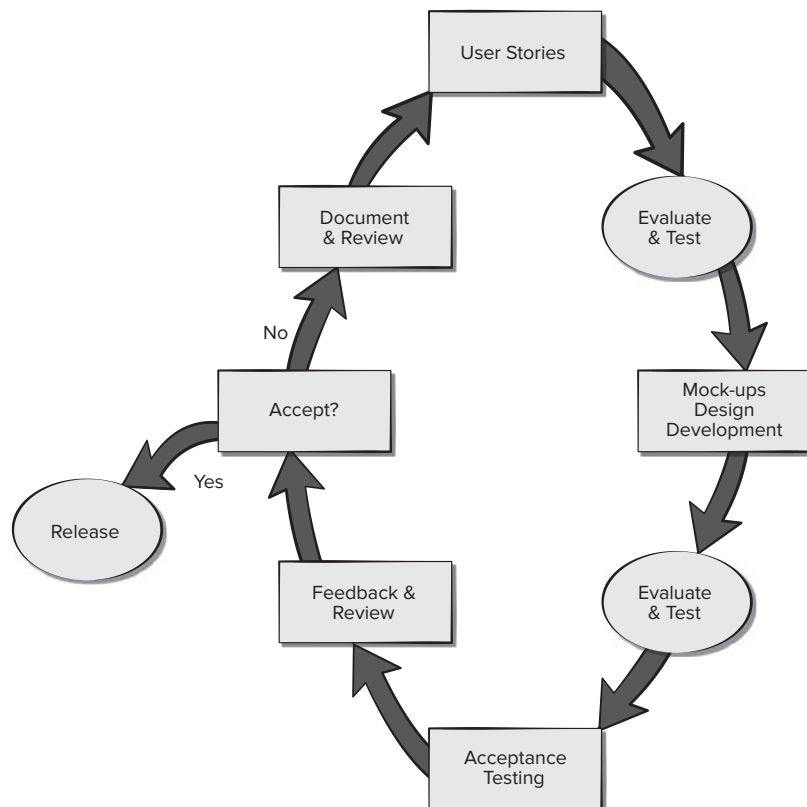 User Stories
Evaluate
& Test
Mock-ups
Design
Development
Evaluate
& Test
Acceptance
Testing
Feedback &
Review
Accept?
Yes
Release
No
Document
& Review